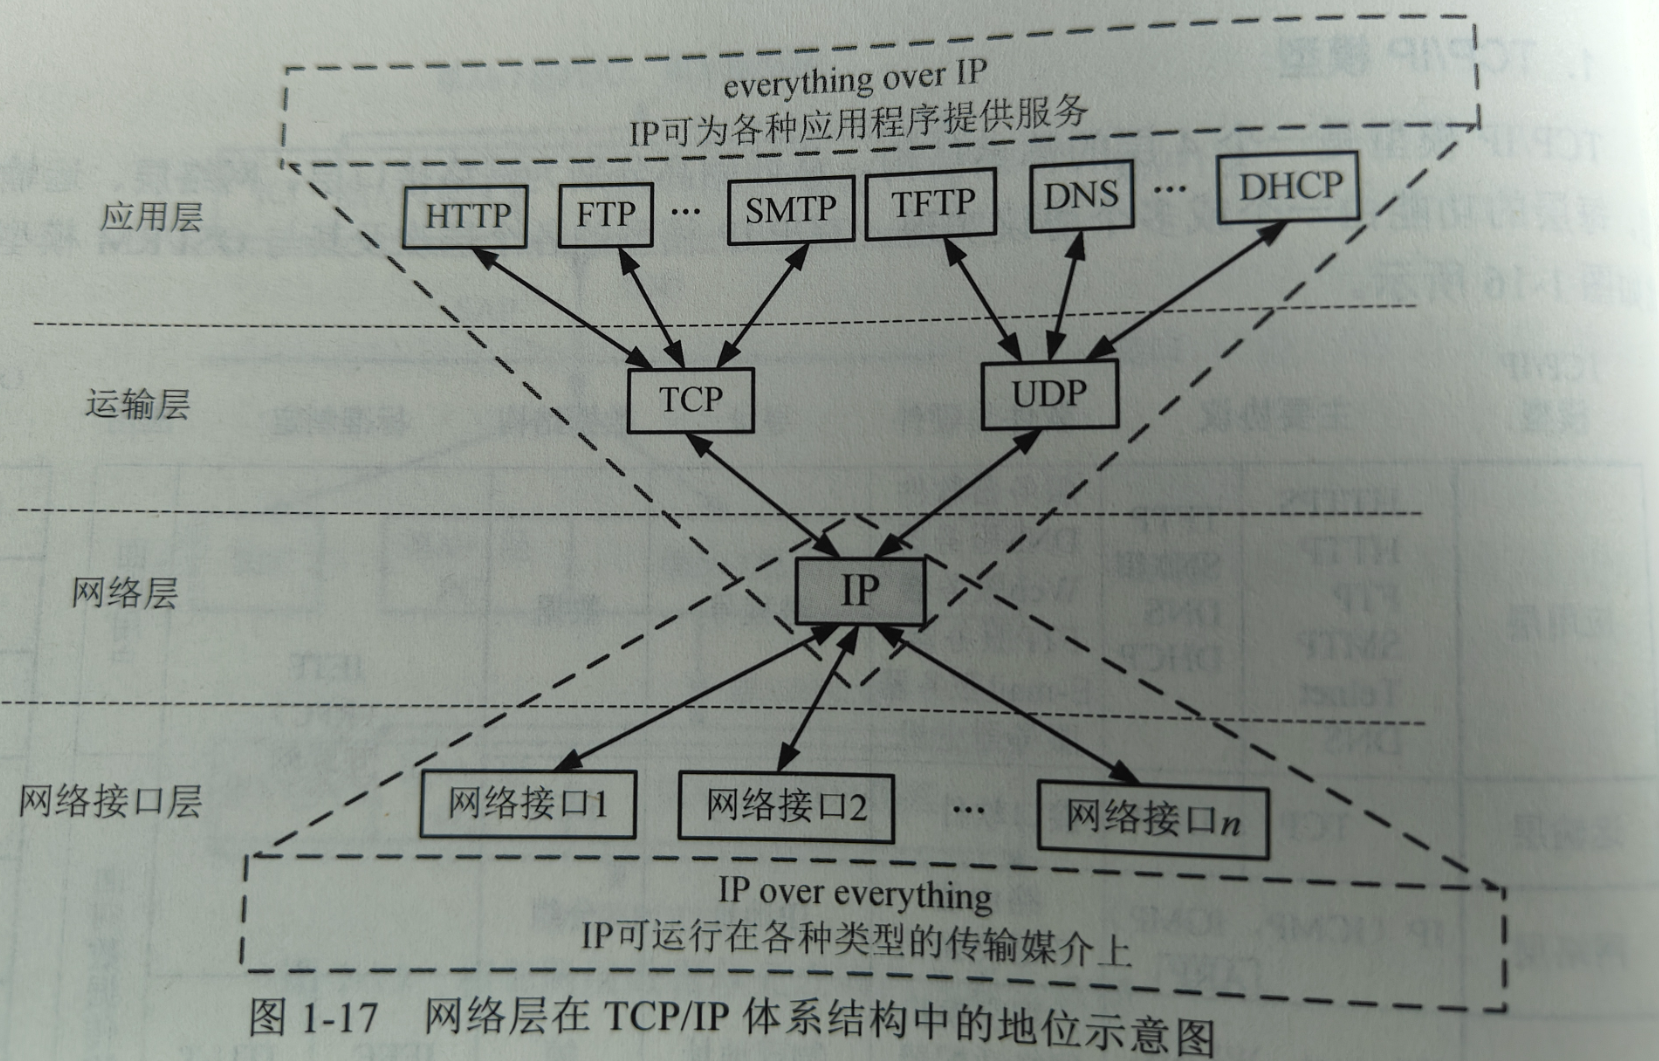 everything over IP
IP可为各种应用程序提供服务
应用层
HTTP
FTP
...
SMTP
TFTP
DNS
...
DHCP
运输层
TCP
UDP
网络层
IP
网络接口层
网络接口1
网络接口2
...
网络接口n
IP over everything
IP可运行在各种类型的传输媒介上
图 1-17 网络层在 TCP/IP 体系结构中的地位示意图